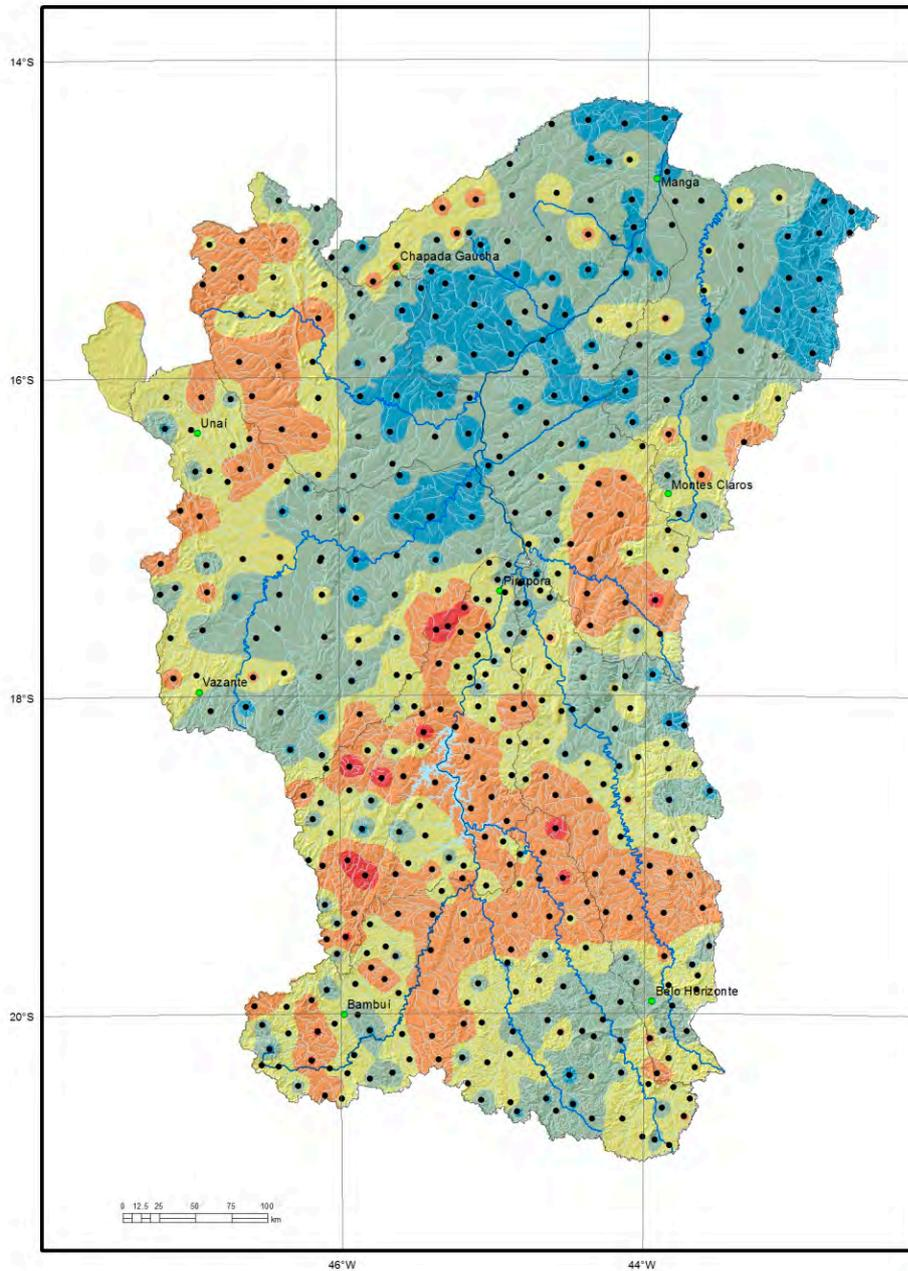 14°S
Manga
Chapada Gaucha
16°S
Unaí
Montes Claros
Pirapora
Vazante
18°S
Belo Horizonte
Bambuí
20°S
0 12.5 25 50 75 100
km
46°W 44°W